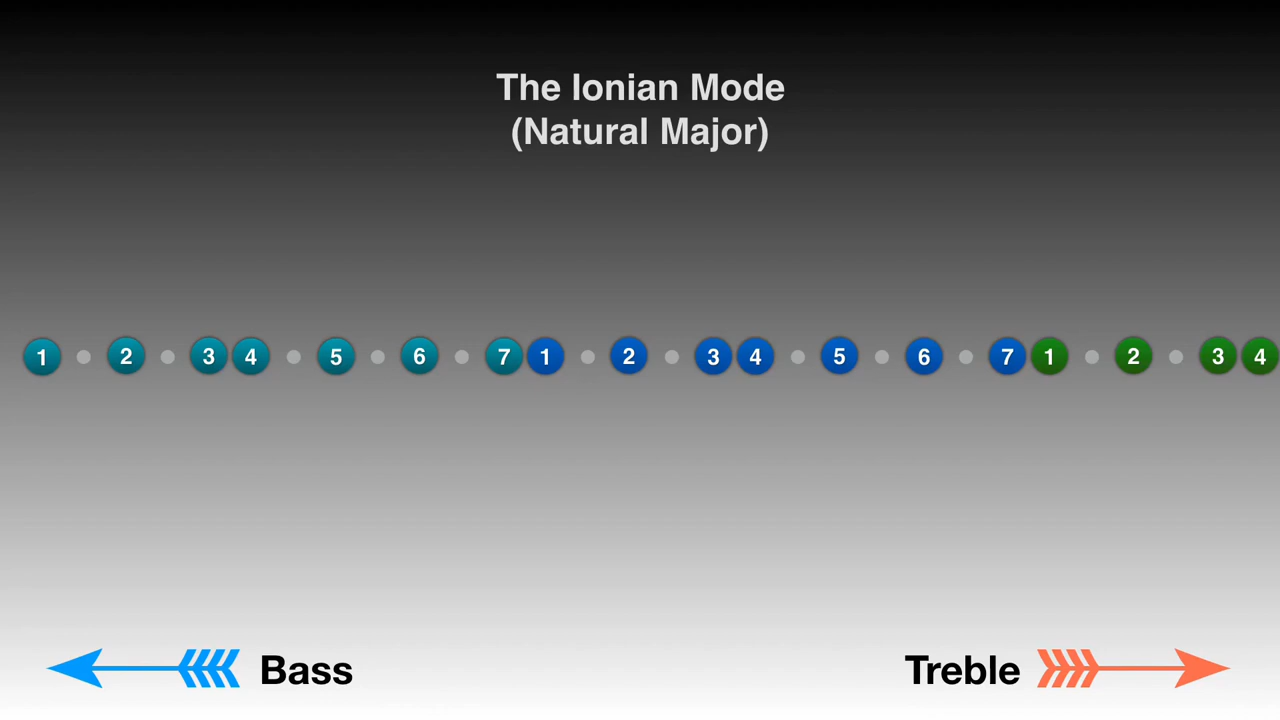 The Ionian Mode
(Natural Major)
1 2 3 4 5 6 7 1 2 3 4 5 6 7 1 2 3 4
Bass Treble